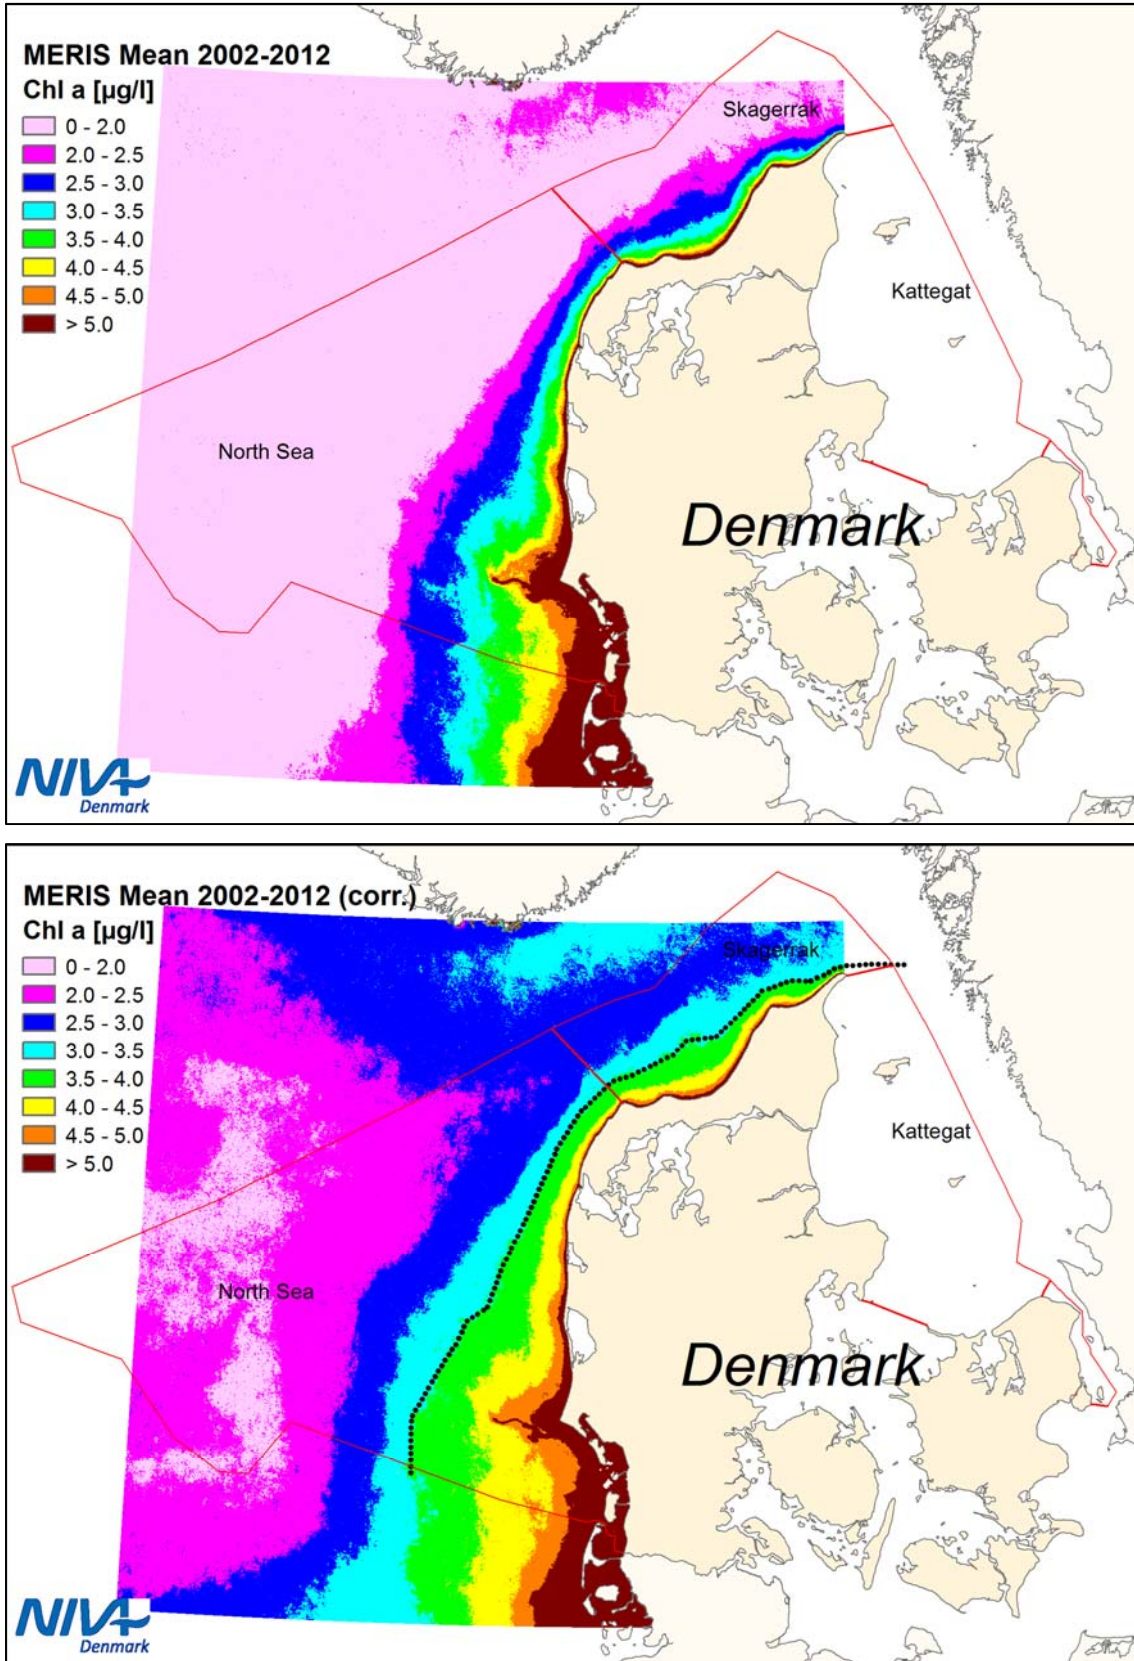 MERIS Mean 2002-2012
Chl a [µg/l]
0 - 2.0
2.0 - 2.5
2.5 - 3.0
3.0 - 3.5
3.5 - 4.0
4.0 - 4.5
4.5 - 5.0
> 5.0
Skagerrak
Kattegat
North Sea
Denmark
NIVA
Denmark
MERIS Mean 2002-2012 (corr.)
Chl a [µg/l]
0 - 2.0
2.0 - 2.5
2.5 - 3.0
3.0 - 3.5
3.5 - 4.0
4.0 - 4.5
4.5 - 5.0
> 5.0
Skagerrak
Kattegat
North Sea
Denmark
NIVA
Denmark